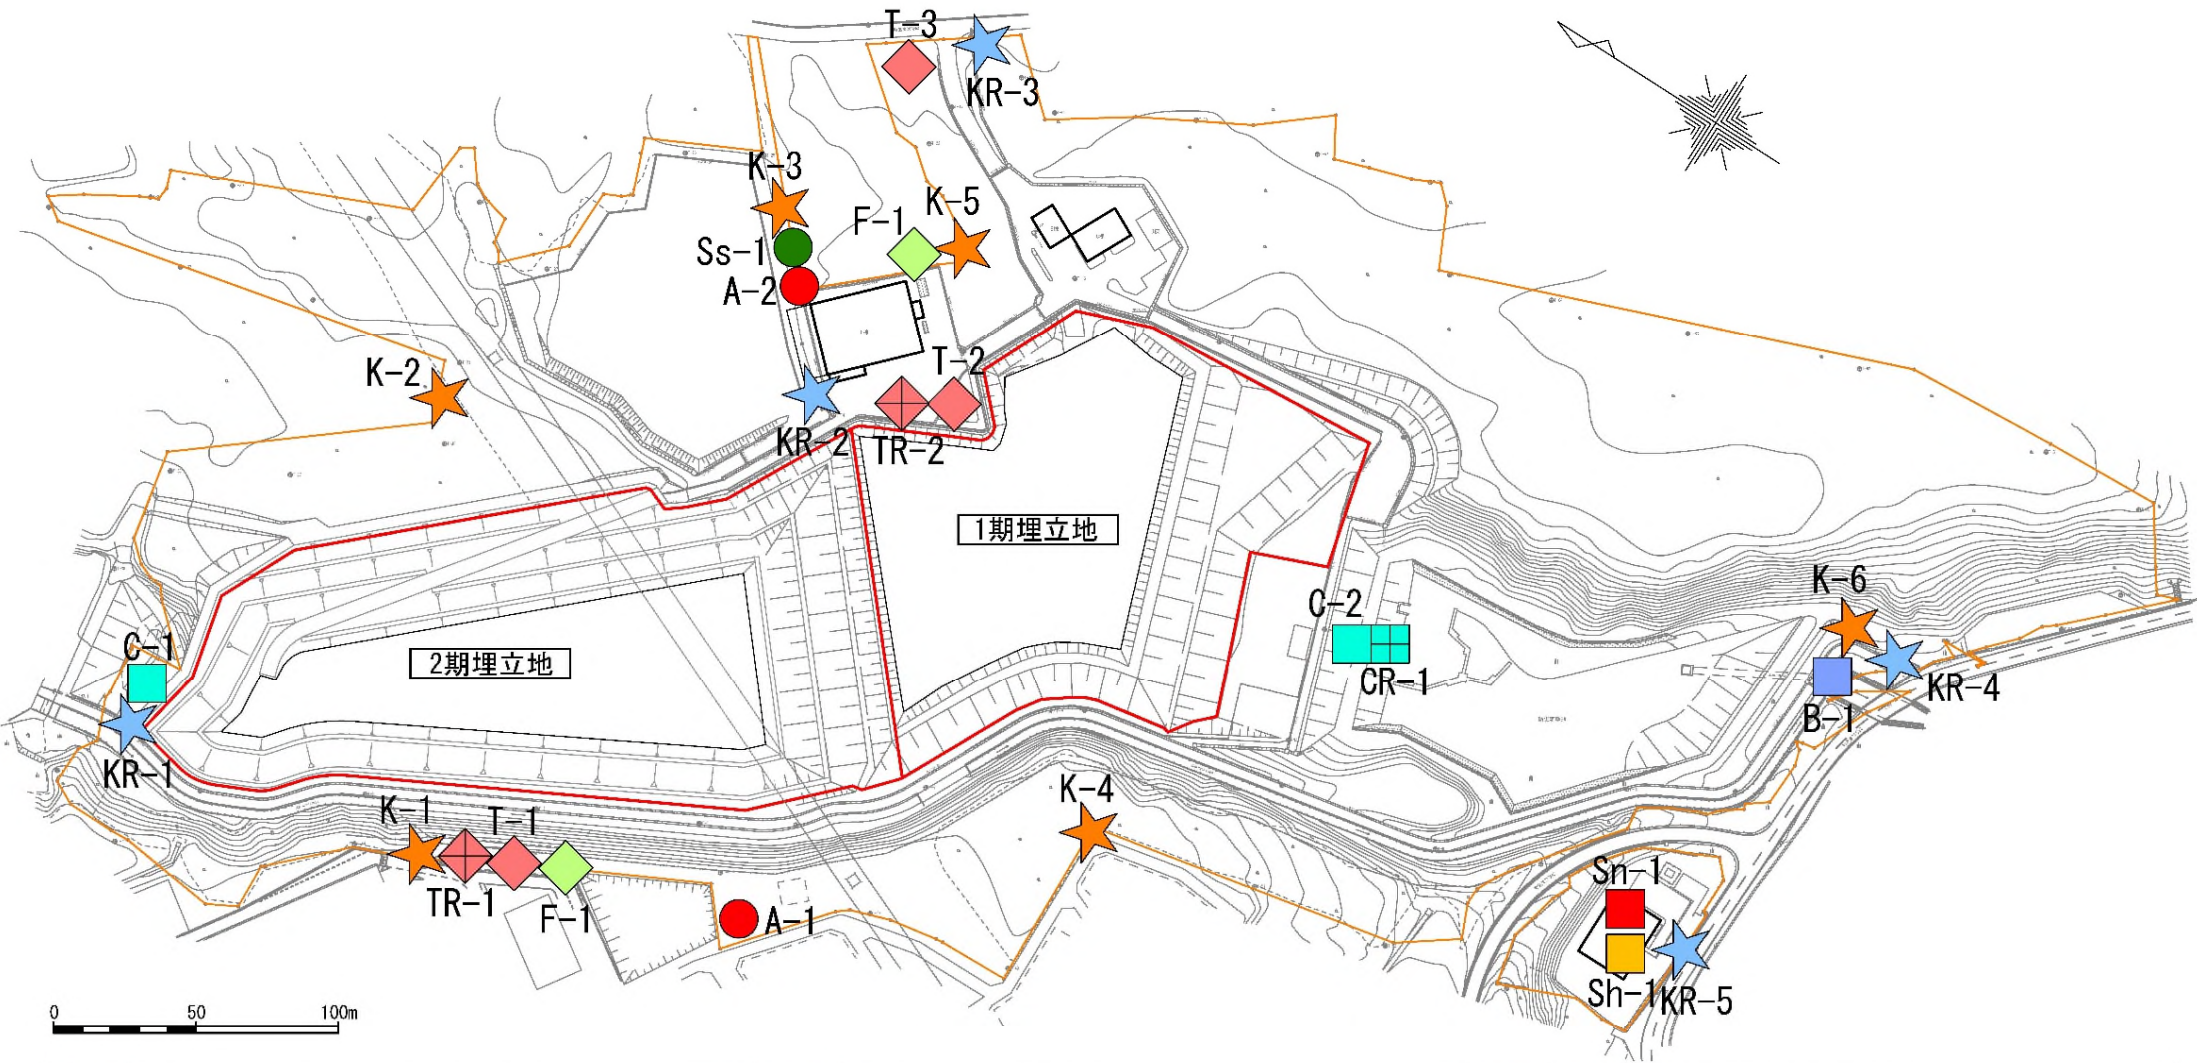 T-3
KR-3
K-3
K-5
F-1
Ss-1
A-2
K-2
T-2
KR-2
TR-2
1期埋立地
K-6
C-2
C-1
2期埋立地
CR-1
KR-4
B-1
KR-1
K-4
K-1
T-1
Sn-1
TR-1
F-1
A-1
Sh-1
KR-5
0 50 100m